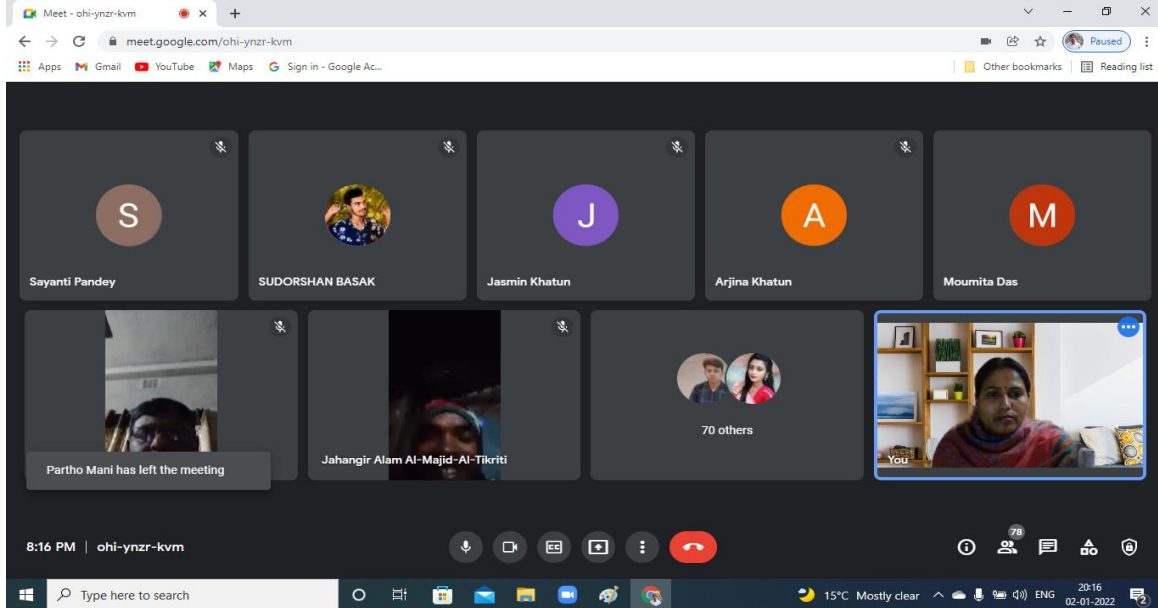 Meet - ohi-ynzr-kvm
meet.google.com/ohi-ynzr-kvm
Paused
Apps Gmail YouTube Maps Sign in - Google Ac... Other bookmarks Reading list
S J A M
Sayanti Pandey SUDORSHAN BASAK Jasmin Khatun Arjina Khatun Moumita Das
70 others
Jahangir Alam Al-Majid-Al-Tikriti You
Partho Mani has left the meeting
78
8:16 PM | ohi-ynzr-kvm
CC
Type here to search 15°C Mostly clear ENG 20:16
02-01-2022 2